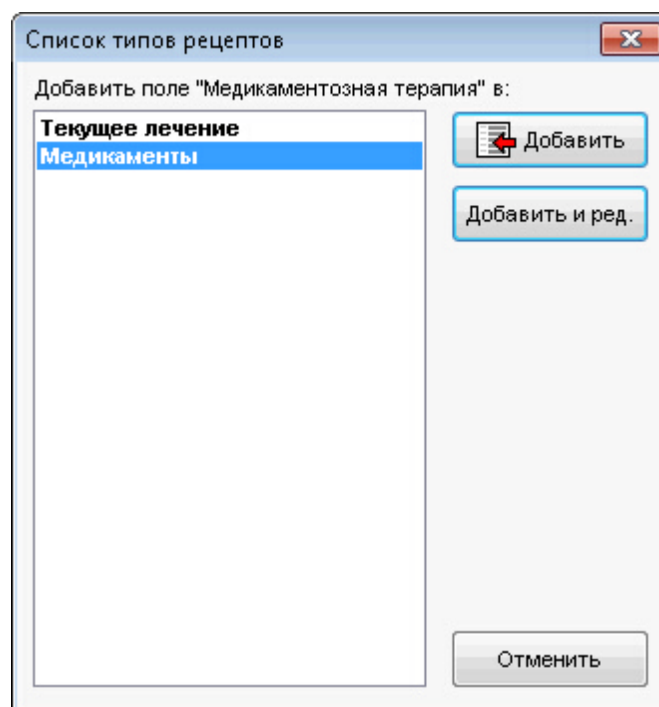 Список типов рецептов
Добавить поле "Медикаментозная терапия" в:
Текущее лечение
Медикаменты
Добавить
Добавить и ред.
Отменить